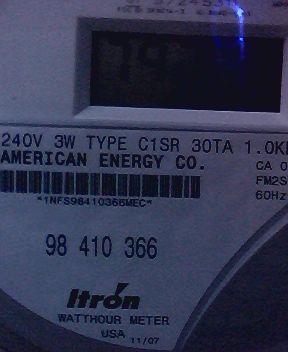 240V 3W TYPE C1SR 30TA 1.0K
AMERICAN ENERGY CO.
CA 0
FM2S
60Hz
*1NFS98410366MEC*
98 410 366
Itron
WATTHOUR METER
USA 11/07